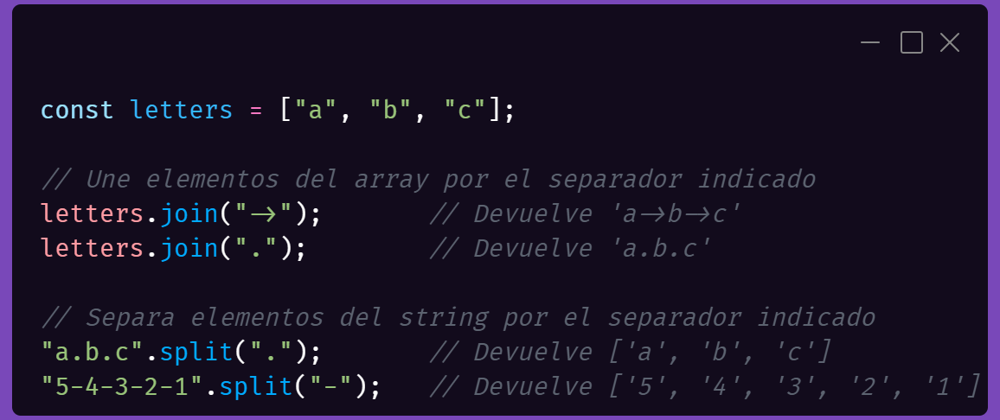 const letters = ["a", "b", "c"];
// Une elementos del array por el separador indicado
letters.join("->");       // Devuelve 'a->b->c'
letters.join(".");        // Devuelve 'a.b.c'
// Separa elementos del string por el separador indicado
"a.b.c".split(".");       // Devuelve ['a', 'b', 'c']
"5-4-3-2-1".split("-");   // Devuelve ['5', '4', '3', '2', '1']